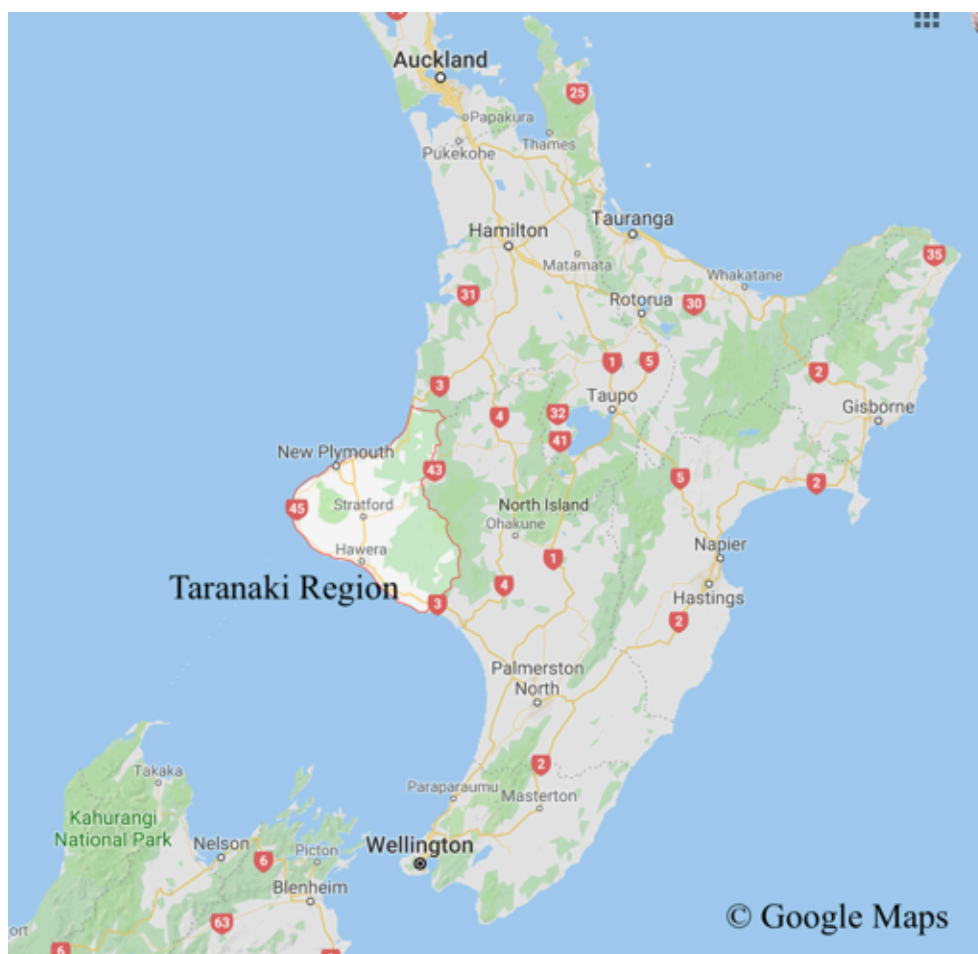 Auckland
25
Papakura
Thames
Pukekohe
Tauranga
Hamilton
35
Matamata
Whakatane
31
Rotorua
30
1
5
2
3
Taupo
32
4
Gisborne
41
New Plymouth
43
5
2
45
Stratford
North Island
Ohakune
Napier
Hawera
1
Taranaki Region
4
Hastings
3
2
Palmerston
North
2
Takaka
Paraparaumu
Masterton
Kahurangi
National Park
Nelson
Picton
Wellington
6
Blenheim
63
© Google Maps
ort
6